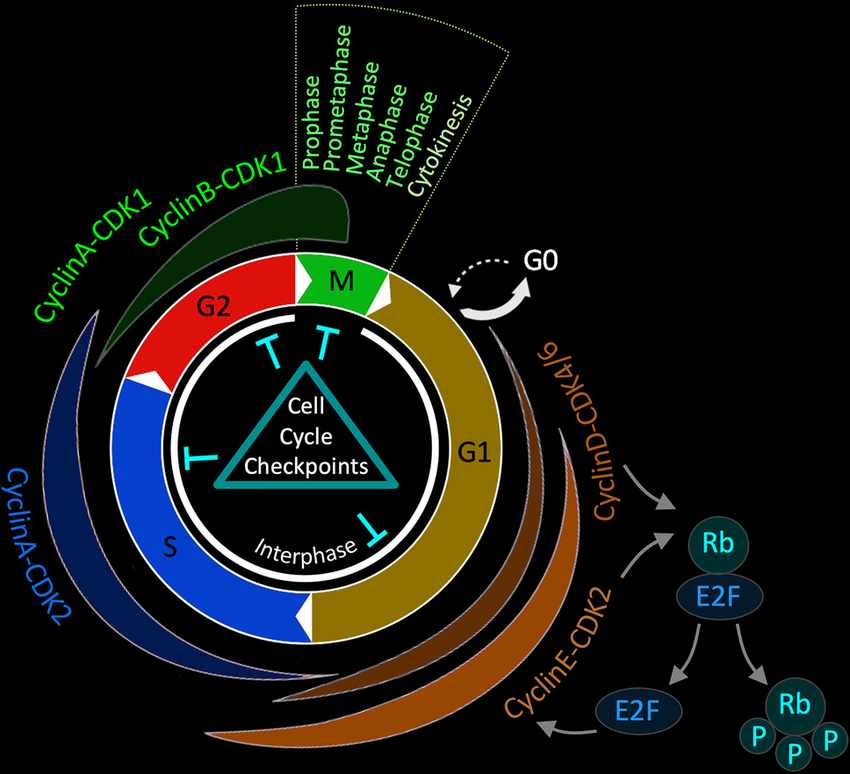 Prophase
Prometaphase
Metaphase
Anaphase
Telophase
Cytokinesis
CyclinA-CDK1
CyclinB-CDK1
G0
M
G2
G1
S
Cell
Cycle
Checkpoints
Interphase
CyclinD-CDK4/6
CyclinA-CDK2
CyclinE-CDK2
Rb
E2F
E2F
Rb
P
P
P